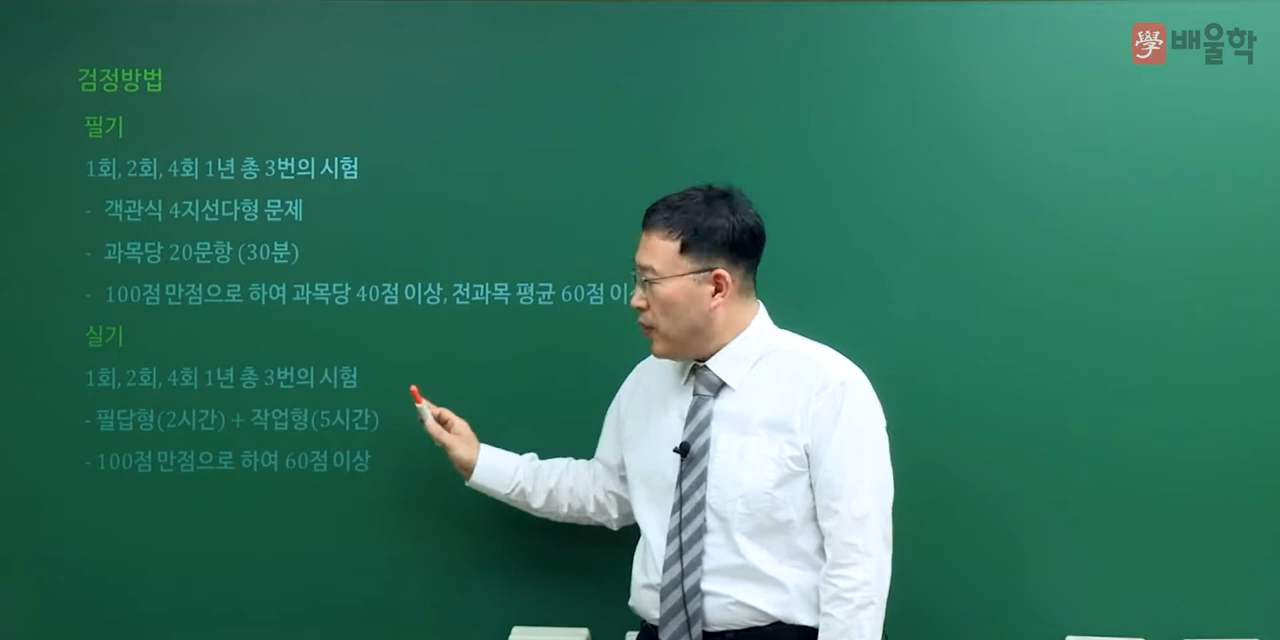 學 배울학
검정방법
필기
1회, 2회, 4회 1년 총 3번의 시험
- 객관식 4지선다형 문제
- 과목당 20문항 (30분)
- 100점 만점으로 하여 과목당 40점 이상, 전과목 평균 60점
실기
1회, 2회, 4회 1년 총 3번의 시험
- 필답형(2시간) + 작업형(5시간)
- 100점 만점으로 하여 60점 이상